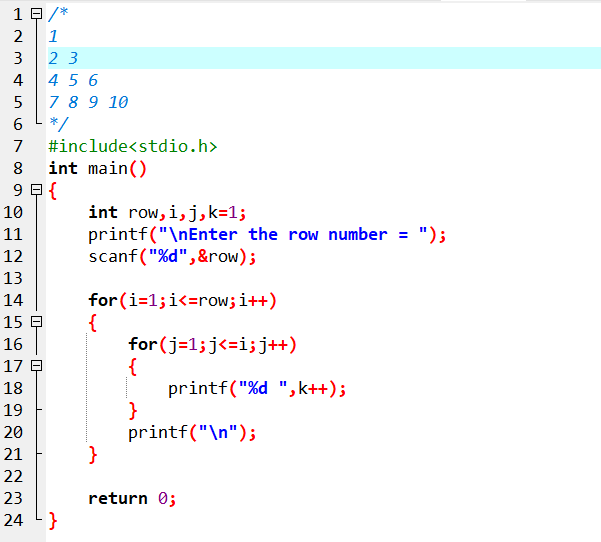 1 /*
2 1
3 2 3
4 4 5 6
5 7 8 9 10
6 */
7 #include<stdio.h>
8 int main()
9 {
10     int row,i,j,k=1;
11     printf("\nEnter the row number = ");
12     scanf("%d",&row);
13
14     for(i=1;i<=row;i++)
15     {
16         for(j=1;j<=i;j++)
17         {
18             printf("%d ",k++);
19         }
20         printf("\n");
21     }
22
23     return 0;
24 }